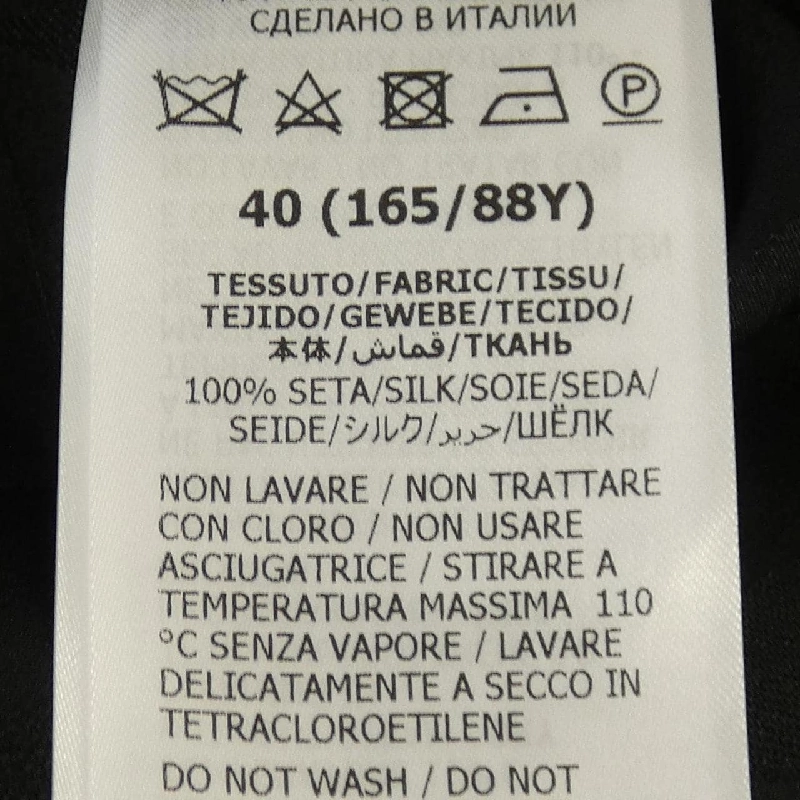 СДЕЛАНО В ИТАЛИИ
P
40 (165/88Y)
TESSUTO/FABRIC/TISSU/
TEJIDO/GEWEBE/TECIDO/
本体/قماش/ТКАНЬ
100% SETA/SILK/SOIE/SEDA/
SEIDE/シルク/حرير/ШЁЛК
NON LAVARE / NON TRATTARE
CON CLORO / NON USARE
ASCIUGATRICE / STIRARE A
TEMPERATURA MASSIMA 110
°C SENZA VAPORE / LAVARE
DELICATAMENTE A SECCO IN
TETRACLOROETILENE
DO NOT WASH / DO NOT